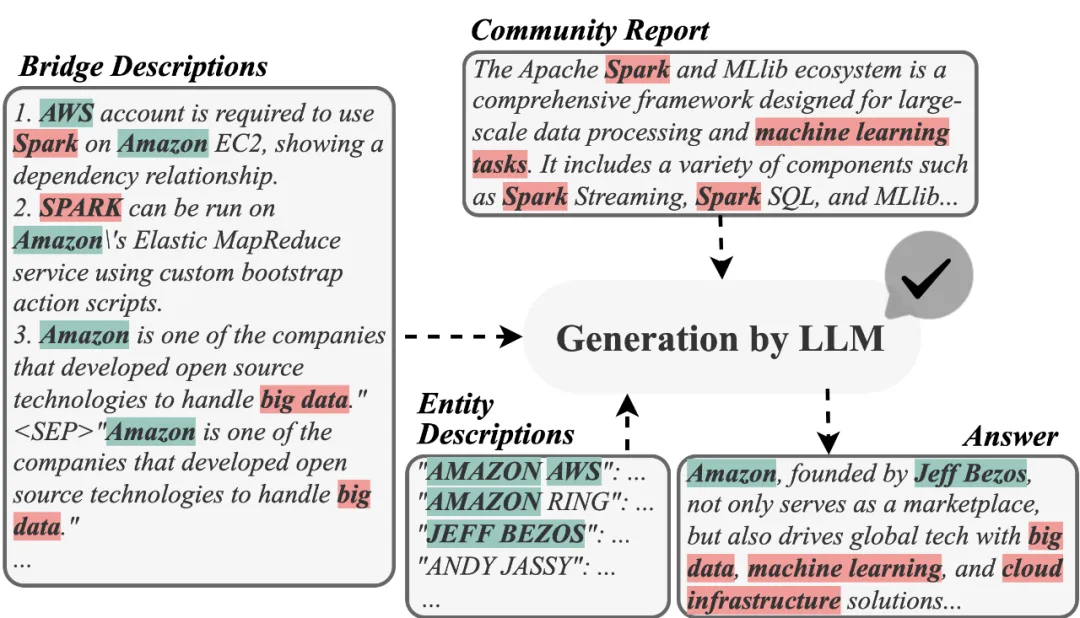 Bridge Descriptions
1. AWS account is required to use
Spark on Amazon EC2, showing a
dependency relationship.
2. SPARK can be run on
Amazon\'s Elastic MapReduce
service using custom bootstrap
action scripts.
3. Amazon is one of the companies
that developed open source
technologies to handle big data."
<SEP>"Amazon is one of the
companies that developed open
source technologies to handle big
data."
...
Community Report
The Apache Spark and MLlib ecosystem is a
comprehensive framework designed for large-
scale data processing and machine learning
tasks. It includes a variety of components such
as Spark Streaming, Spark SQL, and MLlib...
Generation by LLM
Entity
Descriptions
"AMAZON AWS": ...
"AMAZON RING": ...
"JEFF BEZOS": ...
"ANDY JASSY": ...
...
Answer
Amazon, founded by Jeff Bezos,
not only serves as a marketplace,
but also drives global tech with big
data, machine learning, and cloud
infrastructure solutions...